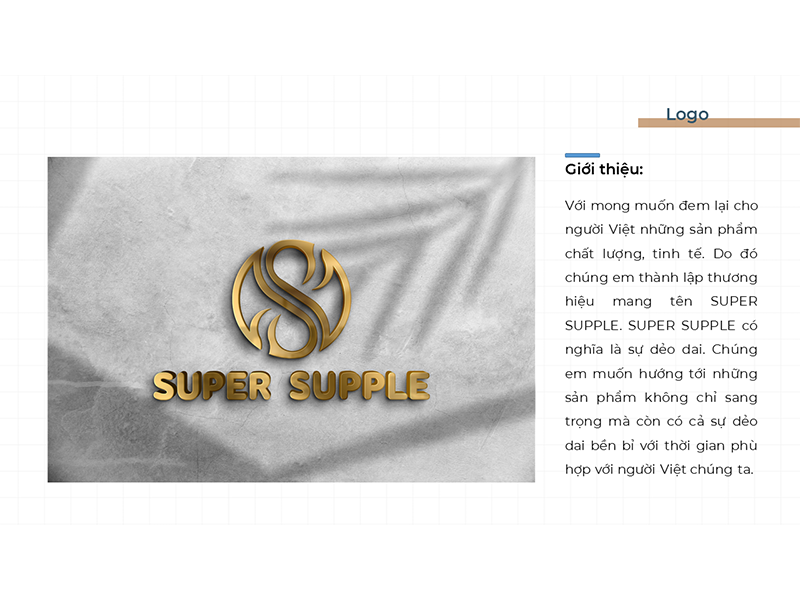 Logo
SUPER SUPPLE
Giới thiệu:
Với mong muốn đem lại cho
người Việt những sản phẩm
chất lượng, tinh tế. Do đó
chúng em thành lập thương
hiệu mang tên SUPER
SUPPLE. SUPER SUPPLE có
nghĩa là sự dẻo dai. Chúng
em muốn hướng tới những
sản phẩm không chỉ sang
trọng mà còn có cả sự dẻo
dai bền bỉ với thời gian phù
hợp với người Việt chúng ta.